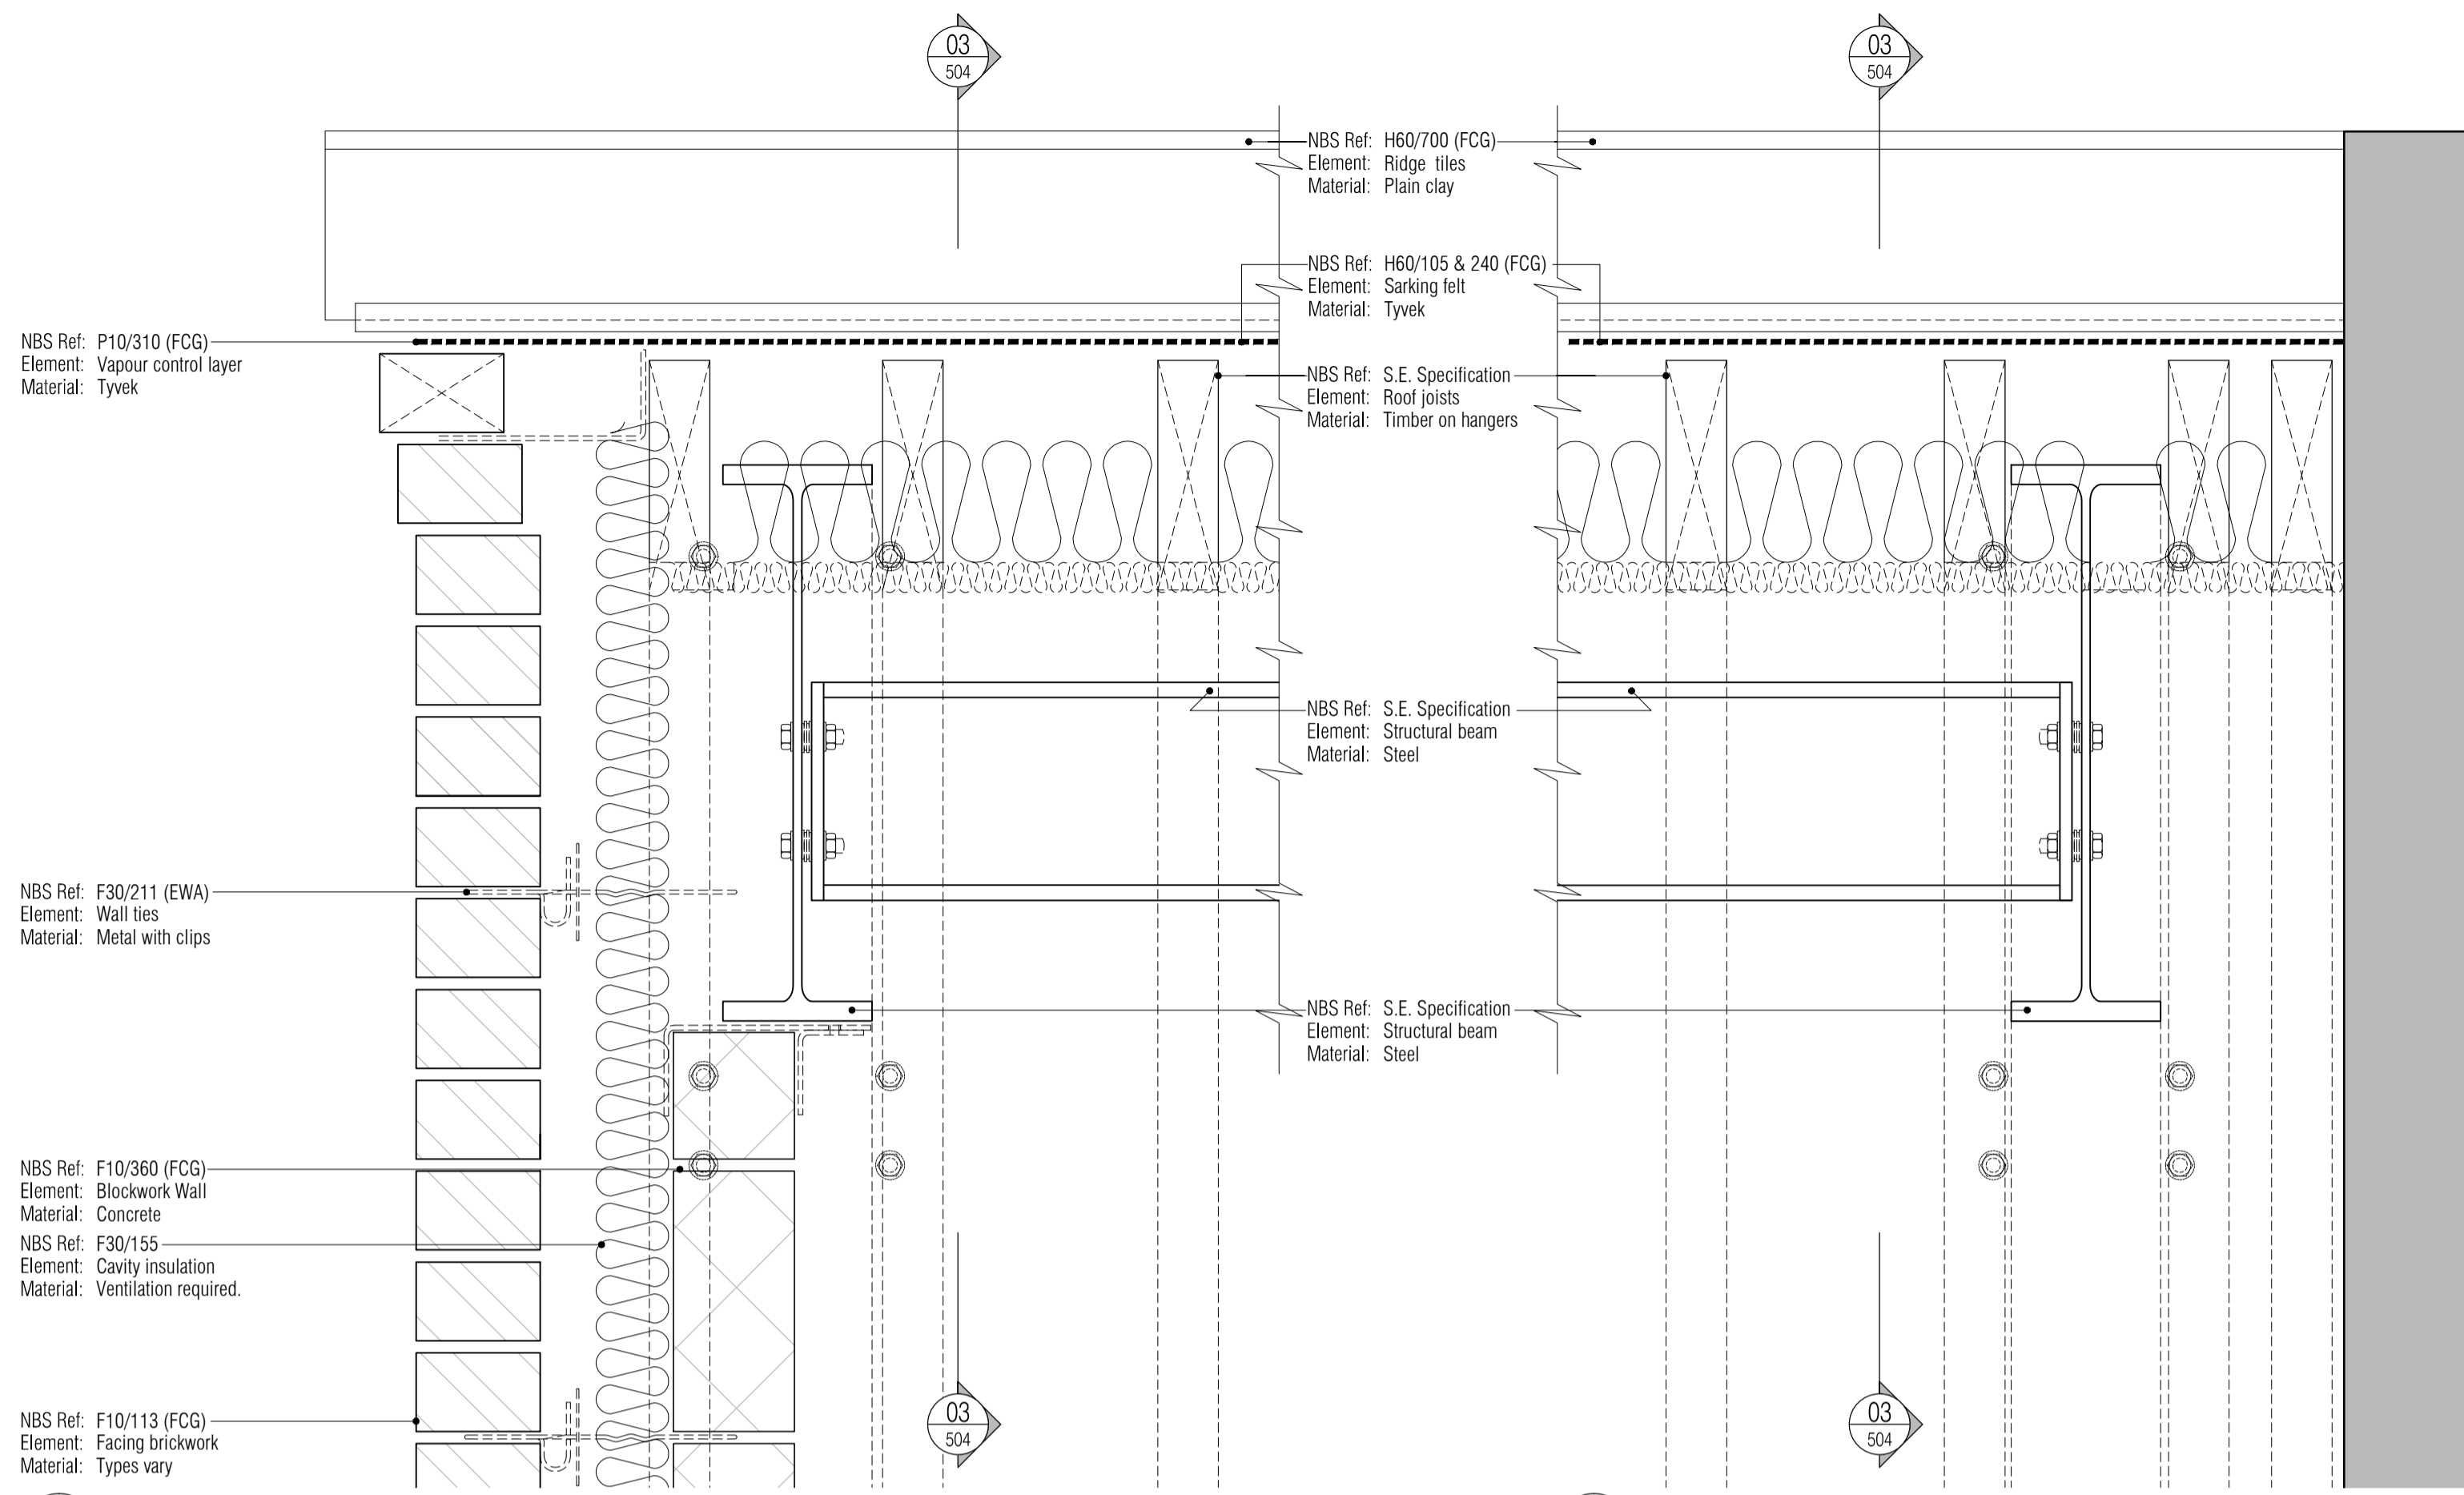 03
504
03
504
NBS Ref: H60/700 (FCG)
Element: Ridge tiles
Material: Plain clay
NBS Ref: H60/105 & 240 (FCG)
Element: Sarking felt
Material: Tyvek
NBS Ref: P10/310 (FCG)
Element: Vapour control layer
Material: Tyvek
NBS Ref: S.E. Specification
Element: Roof joists
Material: Timber on hangers
NBS Ref: S.E. Specification
Element: Structural beam
Material: Steel
NBS Ref: F30/211 (EWA)
Element: Wall ties
Material: Metal with clips
NBS Ref: S.E. Specification
Element: Structural beam
Material: Steel
NBS Ref: F10/360 (FCG)
Element: Blockwork Wall
Material: Concrete
NBS Ref: F30/155
Element: Cavity insulation
Material: Ventilation required.
NBS Ref: F10/113 (FCG)
Element: Facing brickwork
Material: Types vary
03
504
03
504